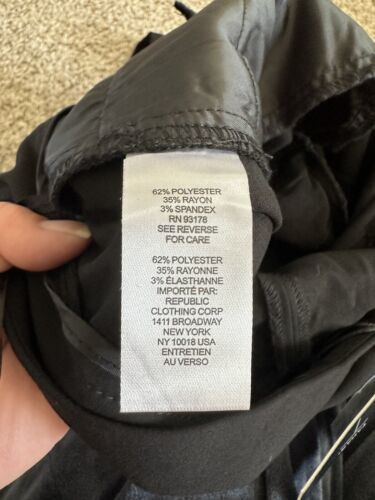 62% POLYESTER
35% RAYON
3% SPANDEX
RN 93178
SEE REVERSE
FOR CARE
62% POLYESTER
35% RAYONNE
3% ÉLASTHANNE
IMPORTÉ PAR:
REPUBLIC
CLOTHING CORP
1411 BROADWAY
NEW YORK
NY 10018 USA
ENTRETIEN
AU VERSO